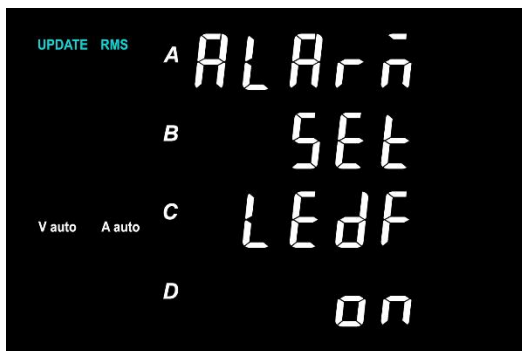 UPDATE RMS
A ALArm
B SEt
V auto A auto
C LEdF
D on